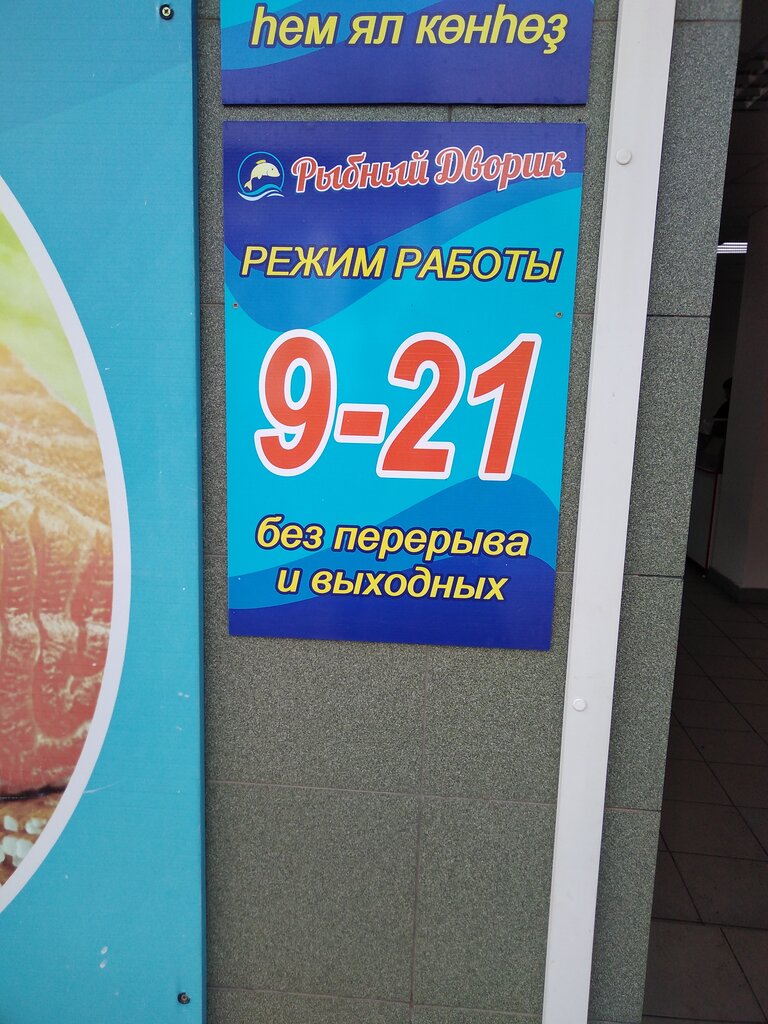 һәм ял көнһөҙ
Рыбный Дворик
РЕЖИМ РАБОТЫ
9-21
без перерыва
и выходных